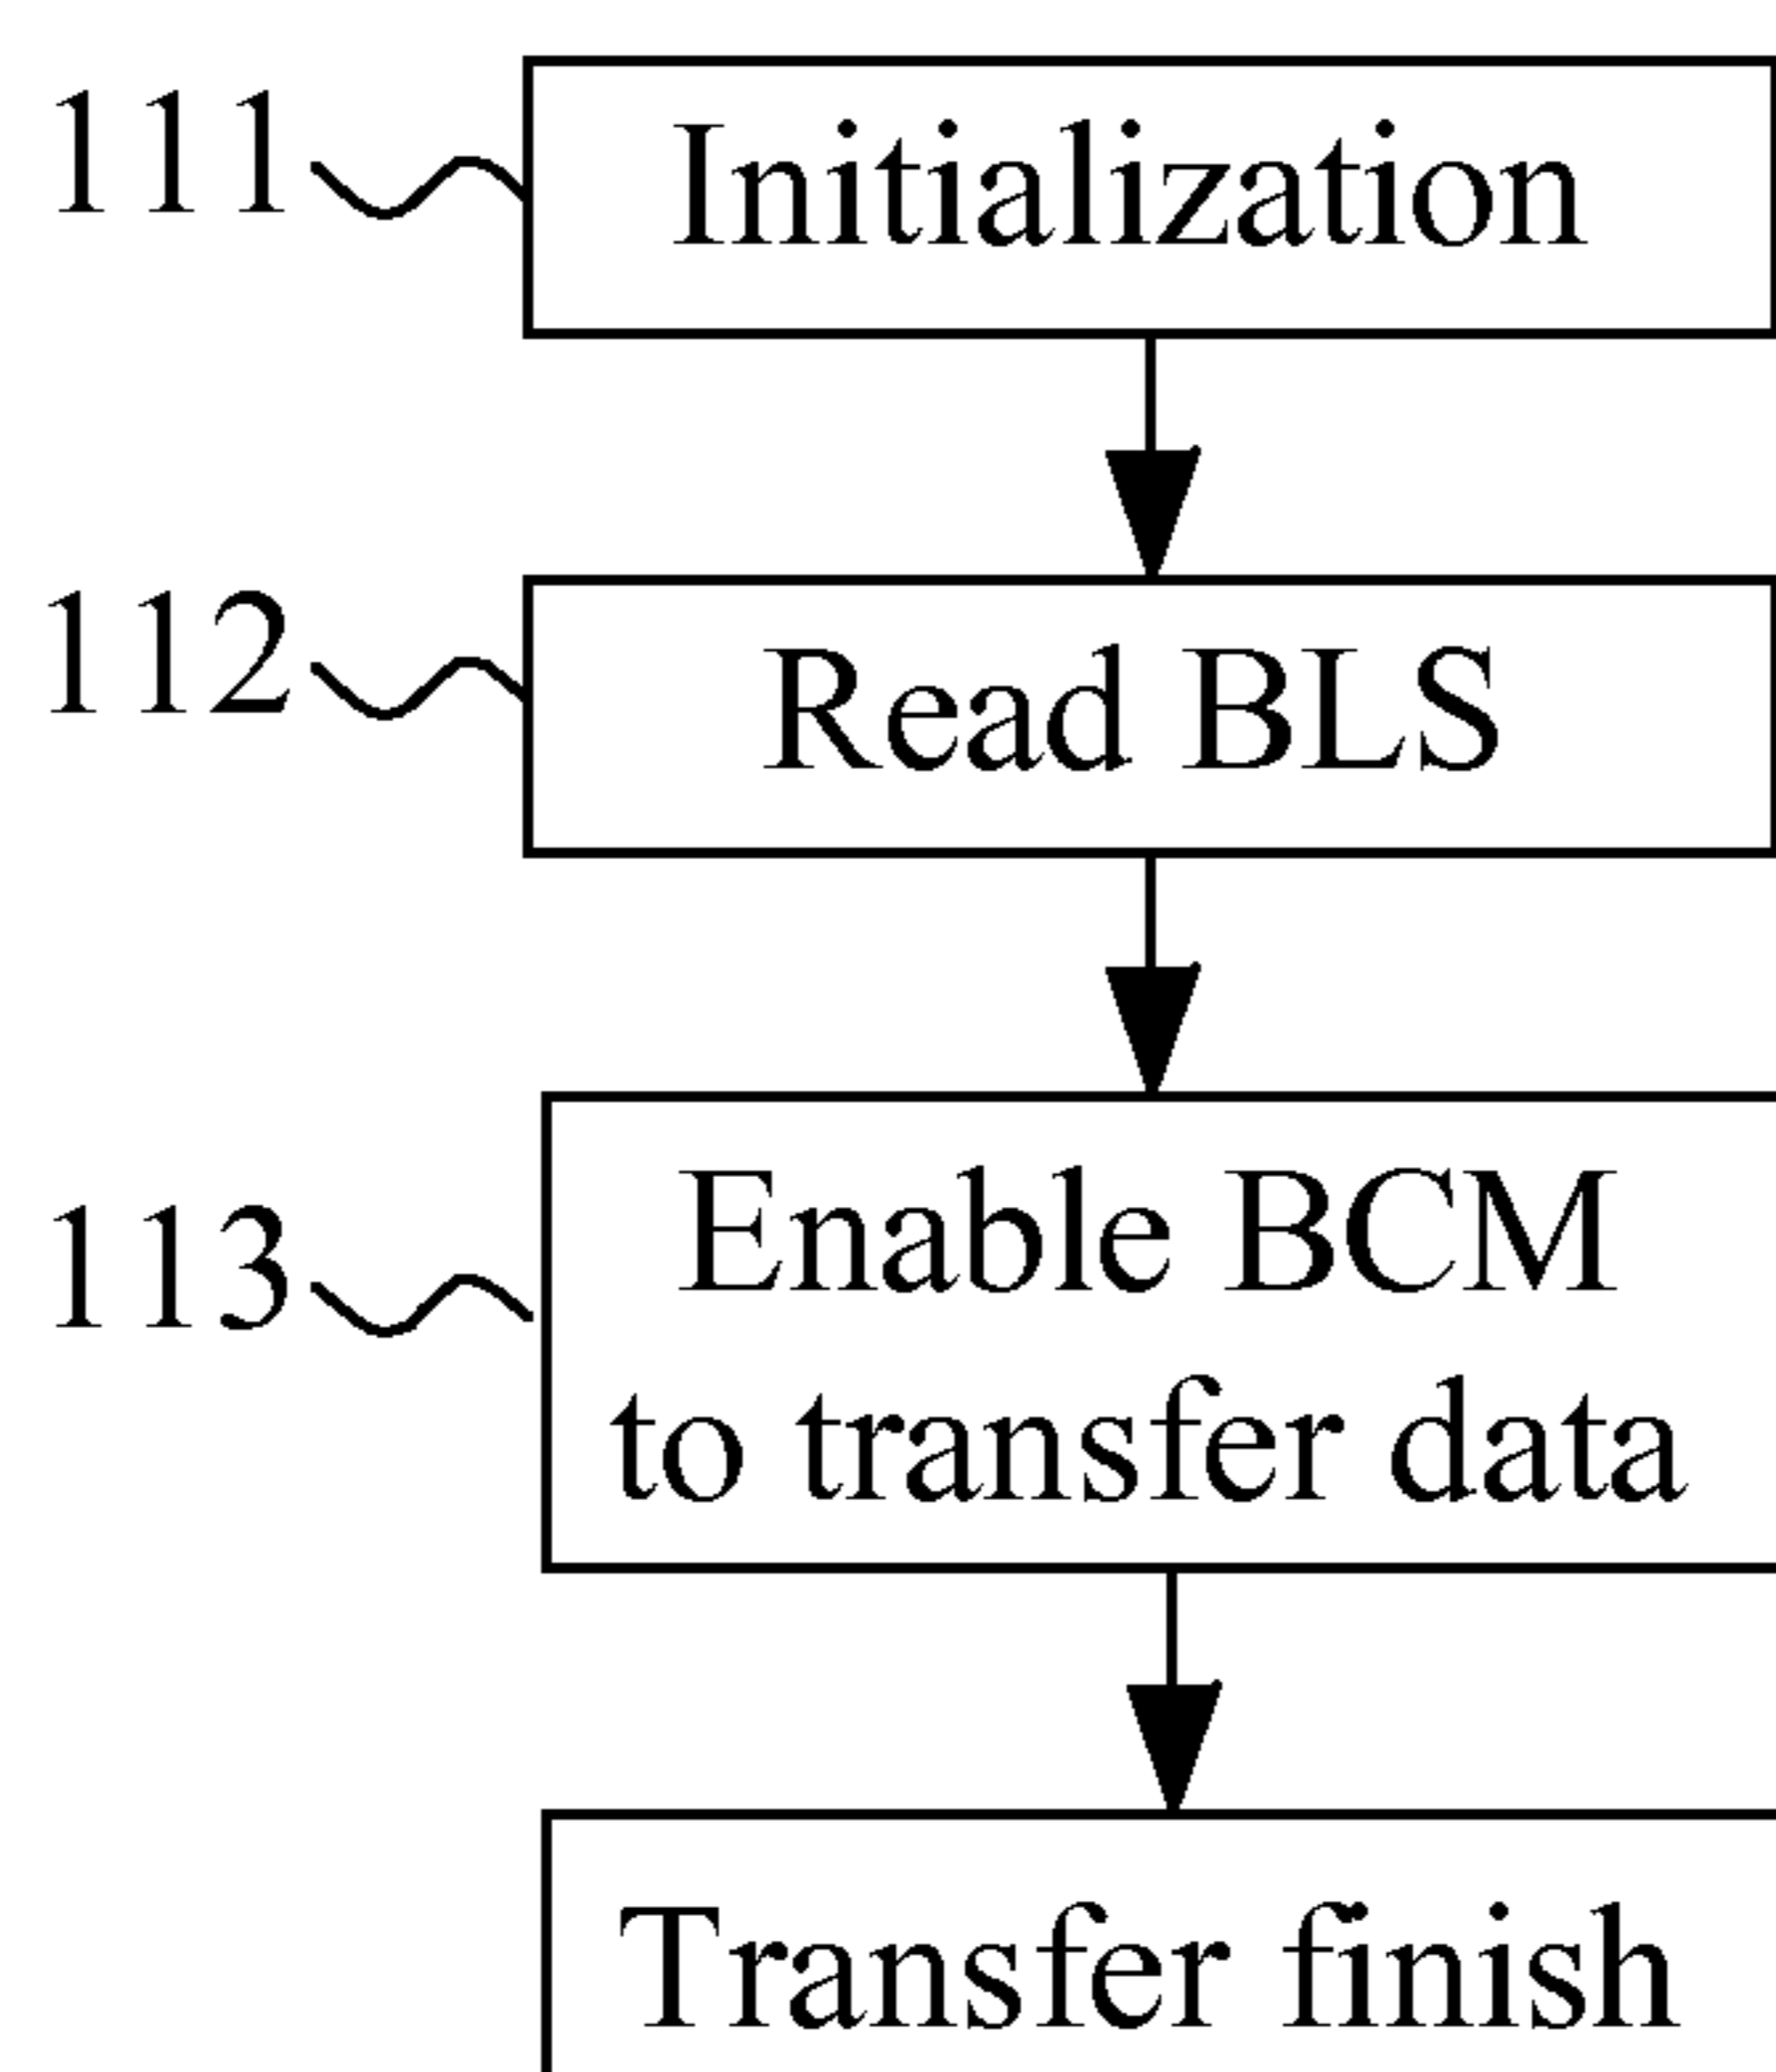 111 Initialization
112 Read BLS
Enable BCM
113
to transfer data
Transfer finish